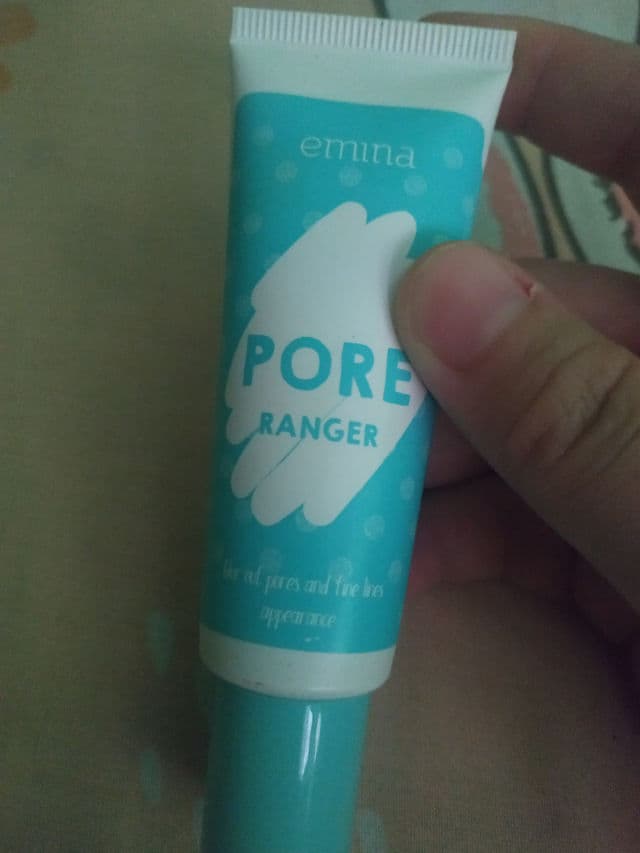 emina
PORE
RANGER
blur out pores and fine lines
appearance